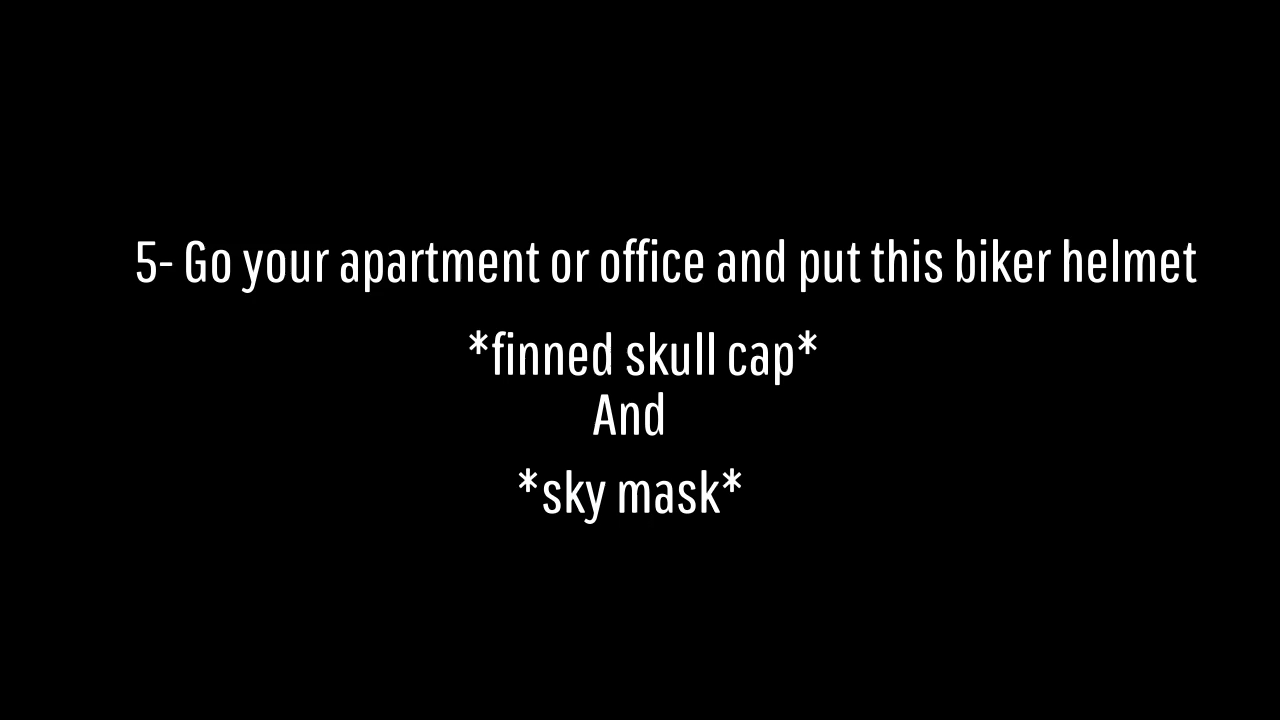 5- Go your apartment or office and put this biker helmet
*finned skull cap*
And
*sky mask*